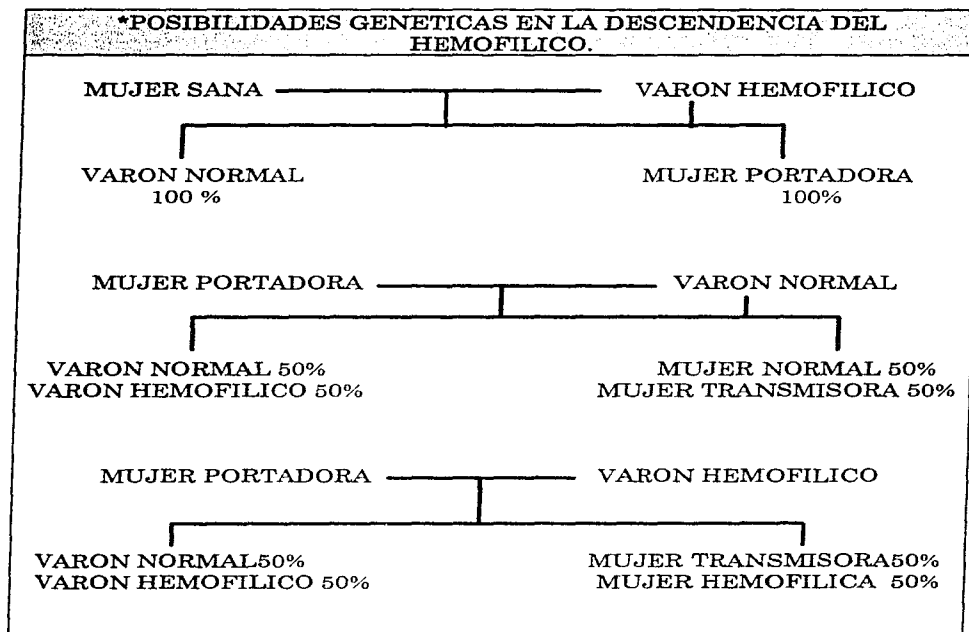 *POSIBILIDADES GENETICAS EN LA DESCENDENCIA DEL
HEMOFILICO.
MUJER SANA VARON HEMOFILICO
VARON NORMAL MUJER PORTADORA
100 % 100%
MUJER PORTADORA VARON NORMAL
VARON NORMAL 50% MUJER NORMAL 50%
VARON HEMOFILICO 50% MUJER TRANSMISORA 50%
MUJER PORTADORA VARON HEMOFILICO
VARON NORMAL50% MUJER TRANSMISORA50%
VARON HEMOFILICO 50% MUJER HEMOFILICA 50%